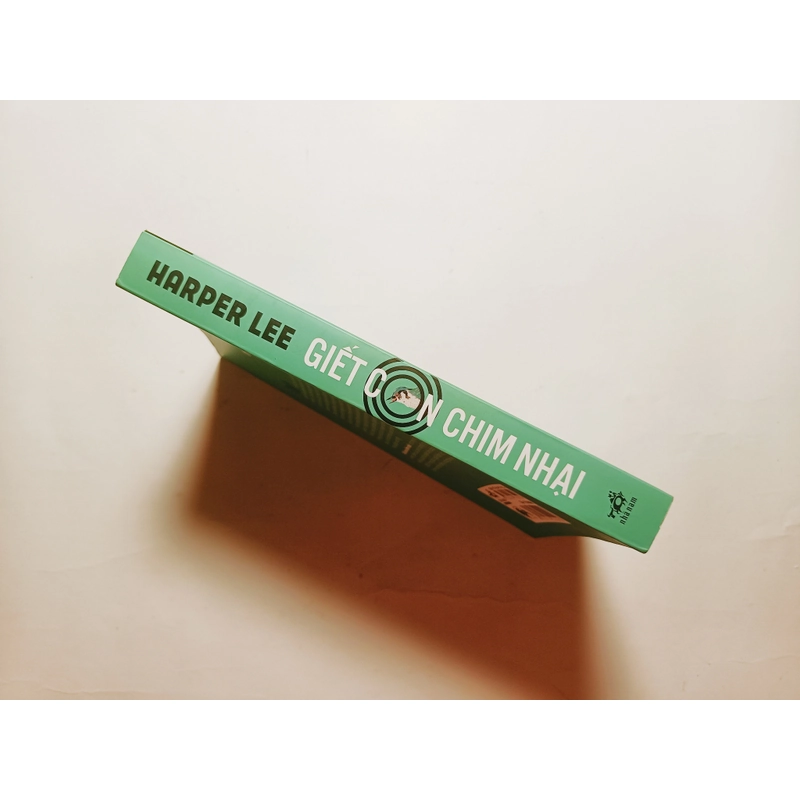 HARPER LEE
GIẾT CON CHIM NHẠI
nhã nam